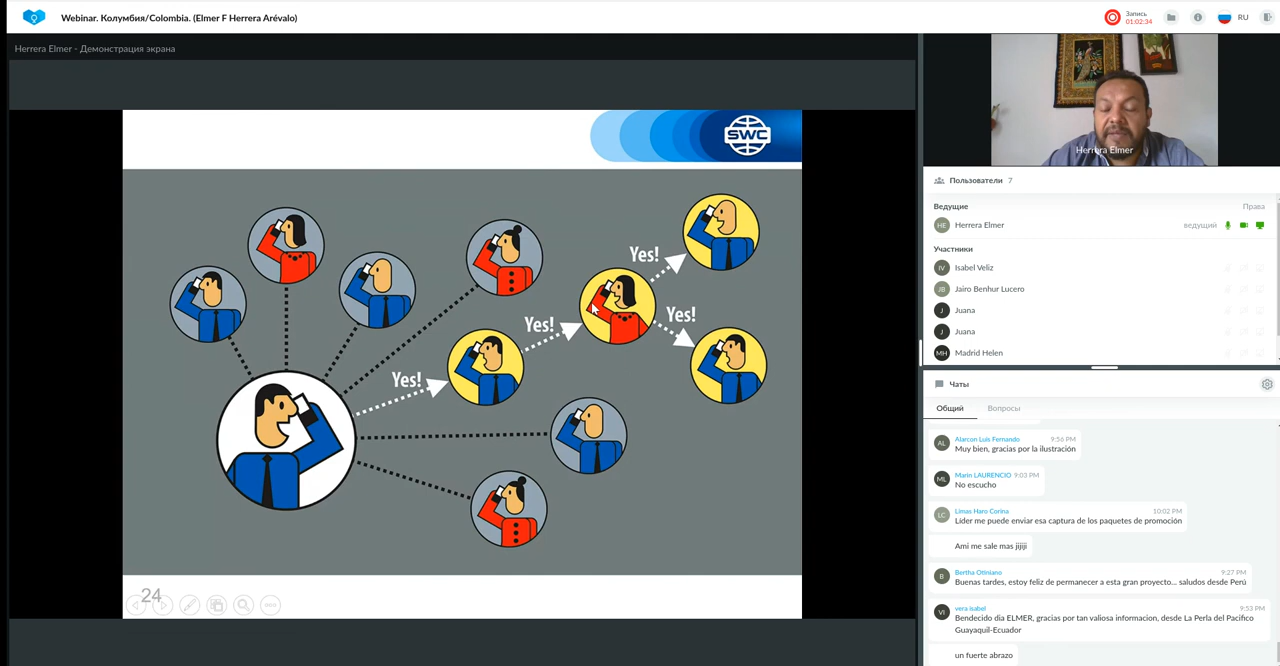 Webinar. Колумбия/Colombia. (Elmer F Herrera Arévalo)
Запись
01:02:34
RU
Herrera Elmer - Демонстрация экрана
SWC
Yes!
Yes!
Yes!
Yes!
24
Herrera Elmer
Пользователи 7
Ведущие
Права
HE
Herrera Elmer
ведущий
Участники
IV
Isabel Veliz
JB
Jairo Benhur Lucero
J
Juana
J
Juana
MH
Madrid Helen
Чаты
Общий
Вопросы
AL
Alarcon Luis Fernando
9:56 PM
Muy bien, gracias por la ilustración
ML
Marin LAURENCIO
9:03 PM
No escucho
LC
Limas Haro Corina
10:02 PM
Líder me puede enviar esa captura de los paquetes de promoción
Ami me sale mas jijiji
B
Bertha Otiniano
9:27 PM
Buenas tardes, estoy feliz de permanecer a esta gran proyecto... saludos desde Perú
VI
vera isabel
9:53 PM
Bendecido dia ELMER, gracias por tan valiosa informacion, desde La Perla del Pacifico
Guayaquil-Ecuador
un fuerte abrazo